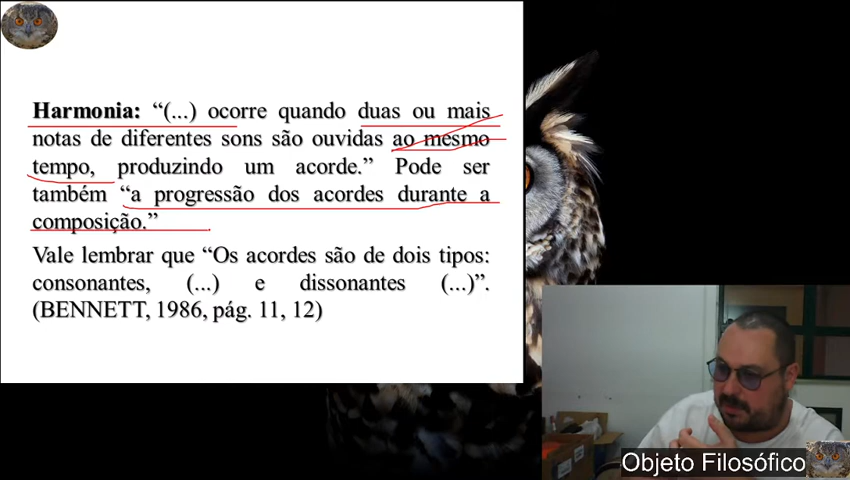 Harmonia: “(...) ocorre quando duas ou mais
notas de diferentes sons são ouvidas ao mesmo
tempo, produzindo um acorde.” Pode ser
também “a progressão dos acordes durante a
composição.”
Vale lembrar que “Os acordes são de dois tipos:
consonantes, (...) e dissonantes (...)”.
(BENNETT, 1986, pág. 11, 12)
Objeto Filosófico